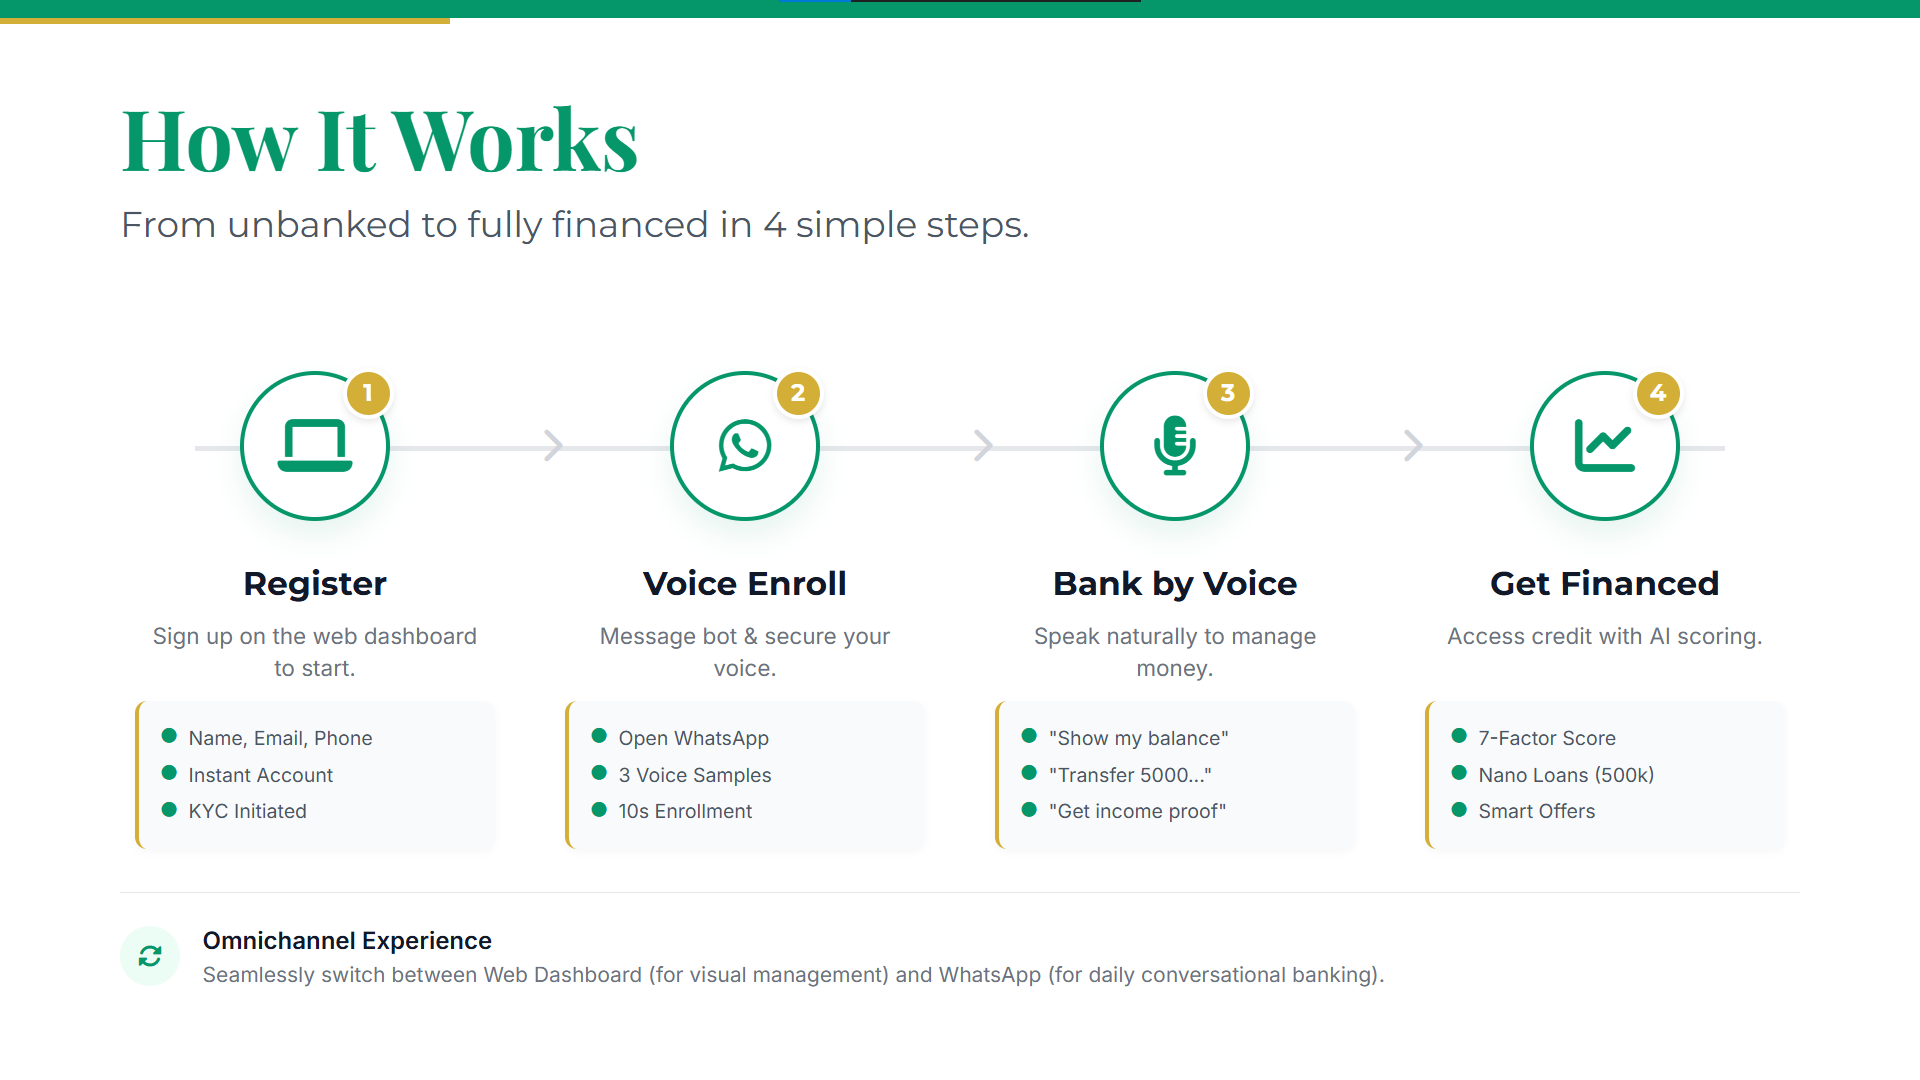 How It Works
From unbanked to fully financed in 4 simple steps.
1
Register
Sign up on the web dashboard
to start.
Name, Email, Phone
Instant Account
KYC Initiated
2
Voice Enroll
Message bot & secure your
voice.
Open WhatsApp
3 Voice Samples
10s Enrollment
3
Bank by Voice
Speak naturally to manage
money.
"Show my balance"
"Transfer 5000..."
"Get income proof"
4
Get Financed
Access credit with AI scoring.
7-Factor Score
Nano Loans (500k)
Smart Offers
Omnichannel Experience
Seamlessly switch between Web Dashboard (for visual management) and WhatsApp (for daily conversational banking).